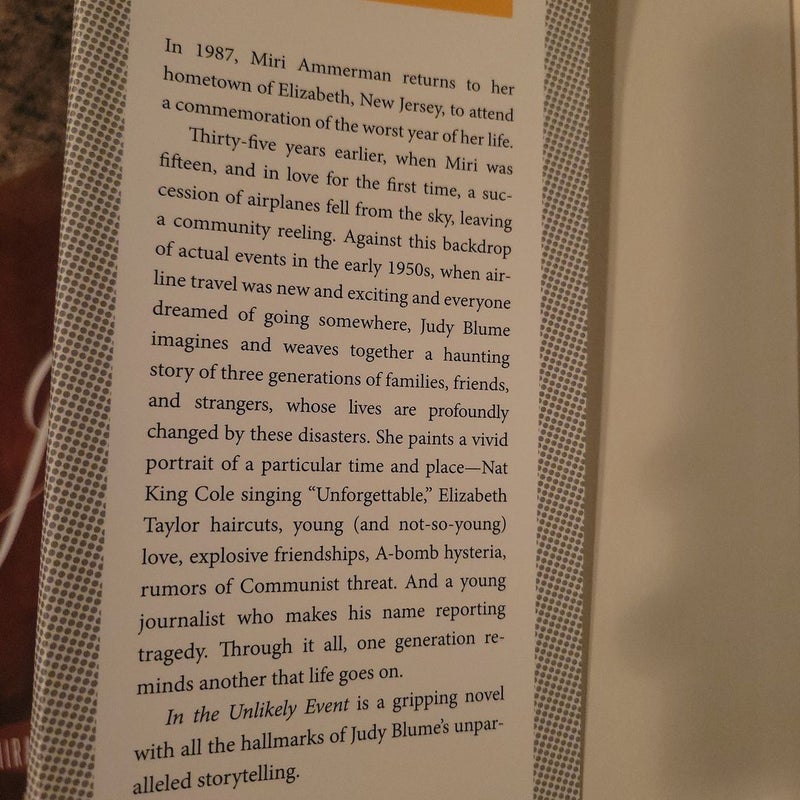 In 1987, Miri Ammerman returns to her
hometown of Elizabeth, New Jersey, to attend
a commemoration of the worst year of her life.
Thirty-five years earlier, when Miri was
fifteen, and in love for the first time, a suc-
cession of airplanes fell from the sky, leaving
a community reeling. Against this backdrop
of actual events in the early 1950s, when air-
line travel was new and exciting and everyone
dreamed of going somewhere, Judy Blume
imagines and weaves together a haunting
story of three generations of families, friends,
and strangers, whose lives are profoundly
changed by these disasters. She paints a vivid
portrait of a particular time and place—Nat
King Cole singing “Unforgettable,” Elizabeth
Taylor haircuts, young (and not-so-young)
love, explosive friendships, A-bomb hysteria,
rumors of Communist threat. And a young
journalist who makes his name reporting
tragedy. Through it all, one generation re-
minds another that life goes on.
In the Unlikely Event is a gripping novel
with all the hallmarks of Judy Blume’s unpar-
alleled storytelling.